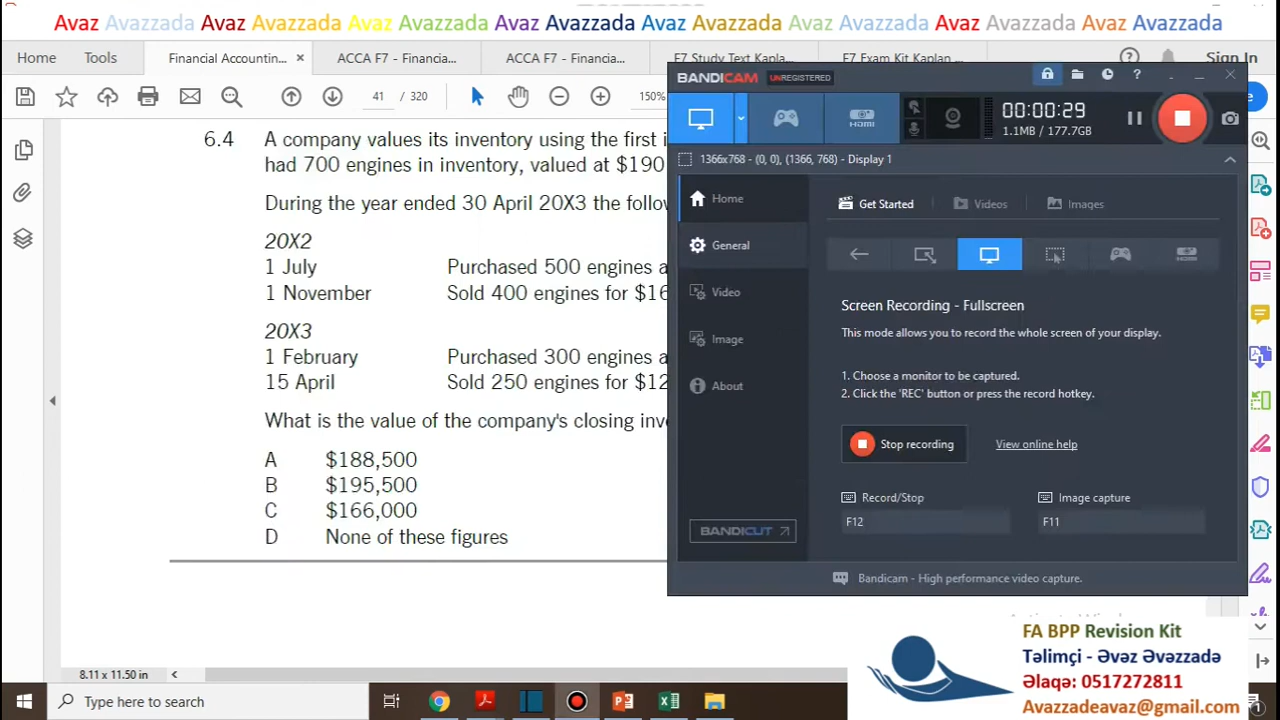 Avaz Avazzada Avaz Avazzada Avaz Avazzada Avaz Avazzada Avaz Avazzada Avaz Avazzada Avaz Avazzada Avaz Avazzada
Home Tools Financial Accountin... × ACCA F7 - Financia... ACCA F7 - Financia... F7 Study Text Kaplan F7 Exam Kit Kaplan Sign In
41 / 320 150%
6.4 A company values its inventory using the first i
had 700 engines in inventory, valued at $190
During the year ended 30 April 20X3 the follow
20X2
1 July Purchased 500 engines a
1 November Sold 400 engines for $16
20X3
1 February Purchased 300 engines a
15 April Sold 250 engines for $12
What is the value of the company's closing inve
A $188,500
B $195,500
C $166,000
D None of these figures
8.11 x 11.50 in
BANDICAM UNREGISTERED
HDMI
00:00:29
1.1MB / 177.7GB
1366x768 - (0, 0), (1366, 768) - Display 1
Home
General
Video
Image
About
BANDICUT
Get Started Videos Images
Screen Recording - Fullscreen
This mode allows you to record the whole screen of your display.
1. Choose a monitor to be captured.
2. Click the 'REC' button or press the record hotkey.
Stop recording View online help
Record/Stop Image capture
F12 F11
Bandicam - High performance video capture.
FA BPP Revision Kit
Təlimçi - Əvəz Əvəzzadə
Əlaqə: 0517272811
Avazzadeavaz@gmail.com
Type here to search